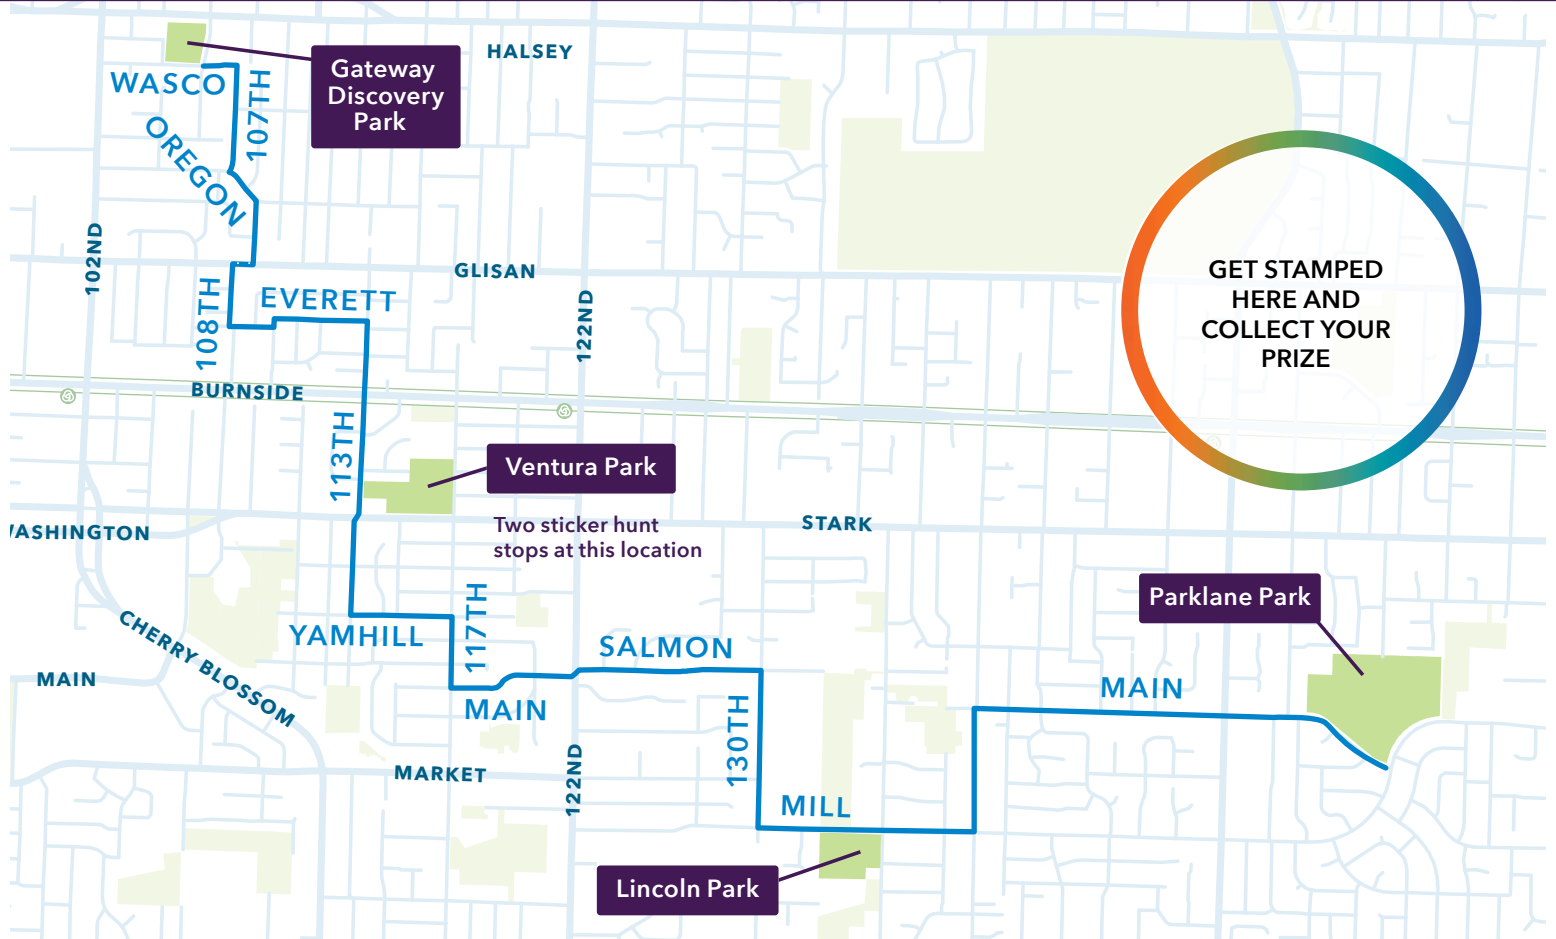 HALSEY
Gateway
Discovery
Park
WASCO
107TH
OREGON
102ND
GLISAN
108TH
EVERETT
122ND
GET STAMPED
HERE AND
COLLECT YOUR
PRIZE
BURNSIDE
113TH
Ventura Park
Two sticker hunt
stops at this location
STARK
WASHINGTON
117TH
Parklane Park
CHERRY BLOSSOM
YAMHILL
SALMON
MAIN
MAIN
MAIN
130TH
MARKET
122ND
MILL
Lincoln Park